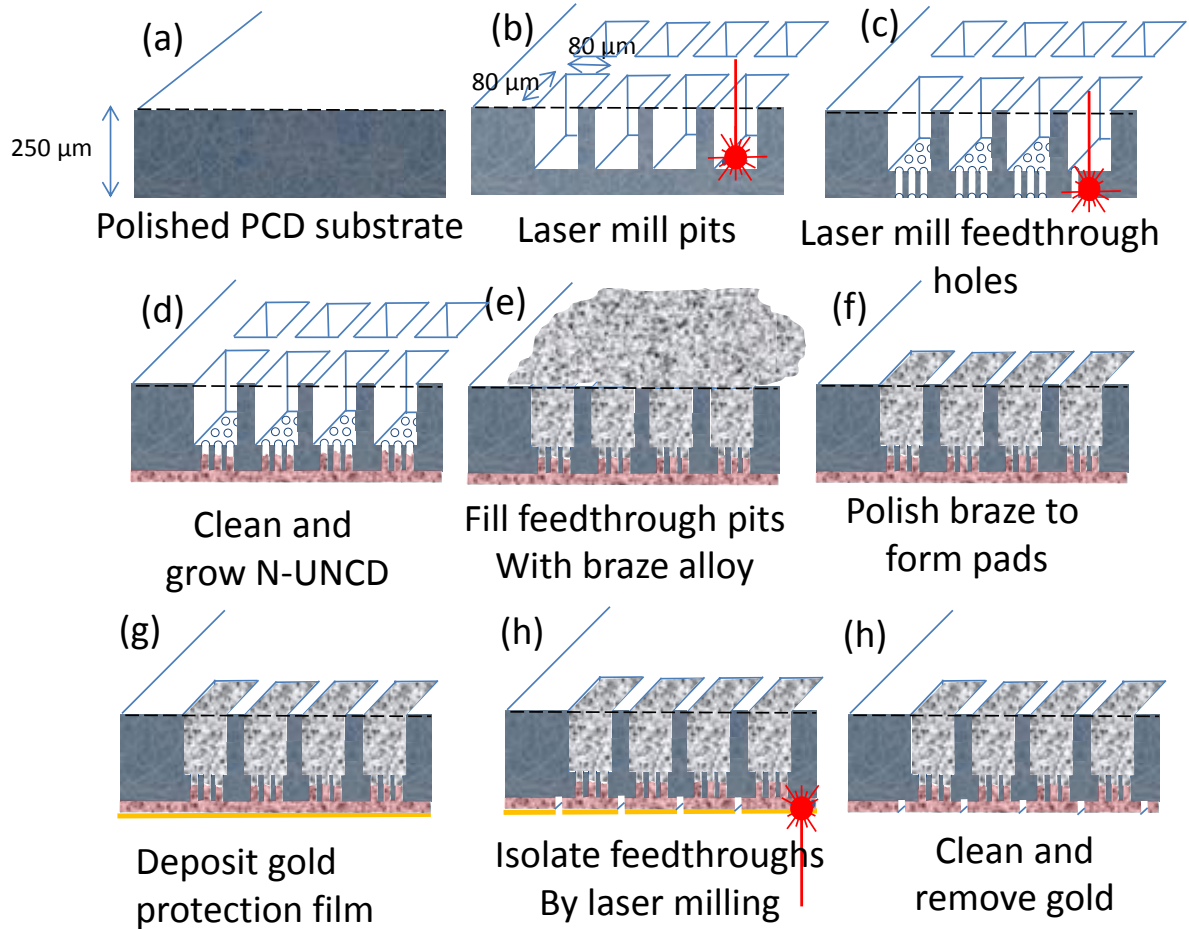 (a)
250 µm
Polished PCD substrate
(b)
80 µm
80 µm
Laser mill pits
(c)
Laser mill feedthrough
holes
(d)
Clean and
grow N-UNCD
(e)
Fill feedthrough pits
With braze alloy
(f)
Polish braze to
form pads
(g)
Deposit gold
protection film
(h)
Isolate feedthroughs
By laser milling
(h)
Clean and
remove gold